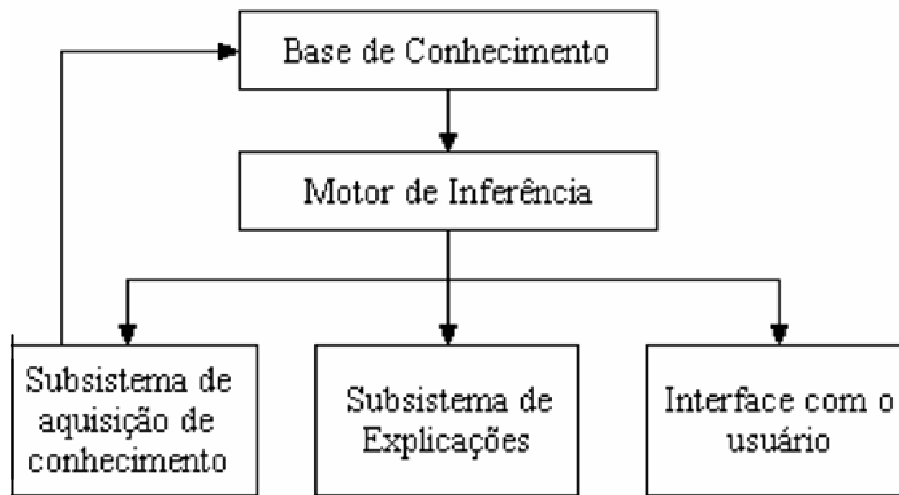 Base de Conhecimento
Motor de Inferência
Subsistema de
aquisição de
conhecimento
Subsistema de
Explicações
Interface com o
usuário